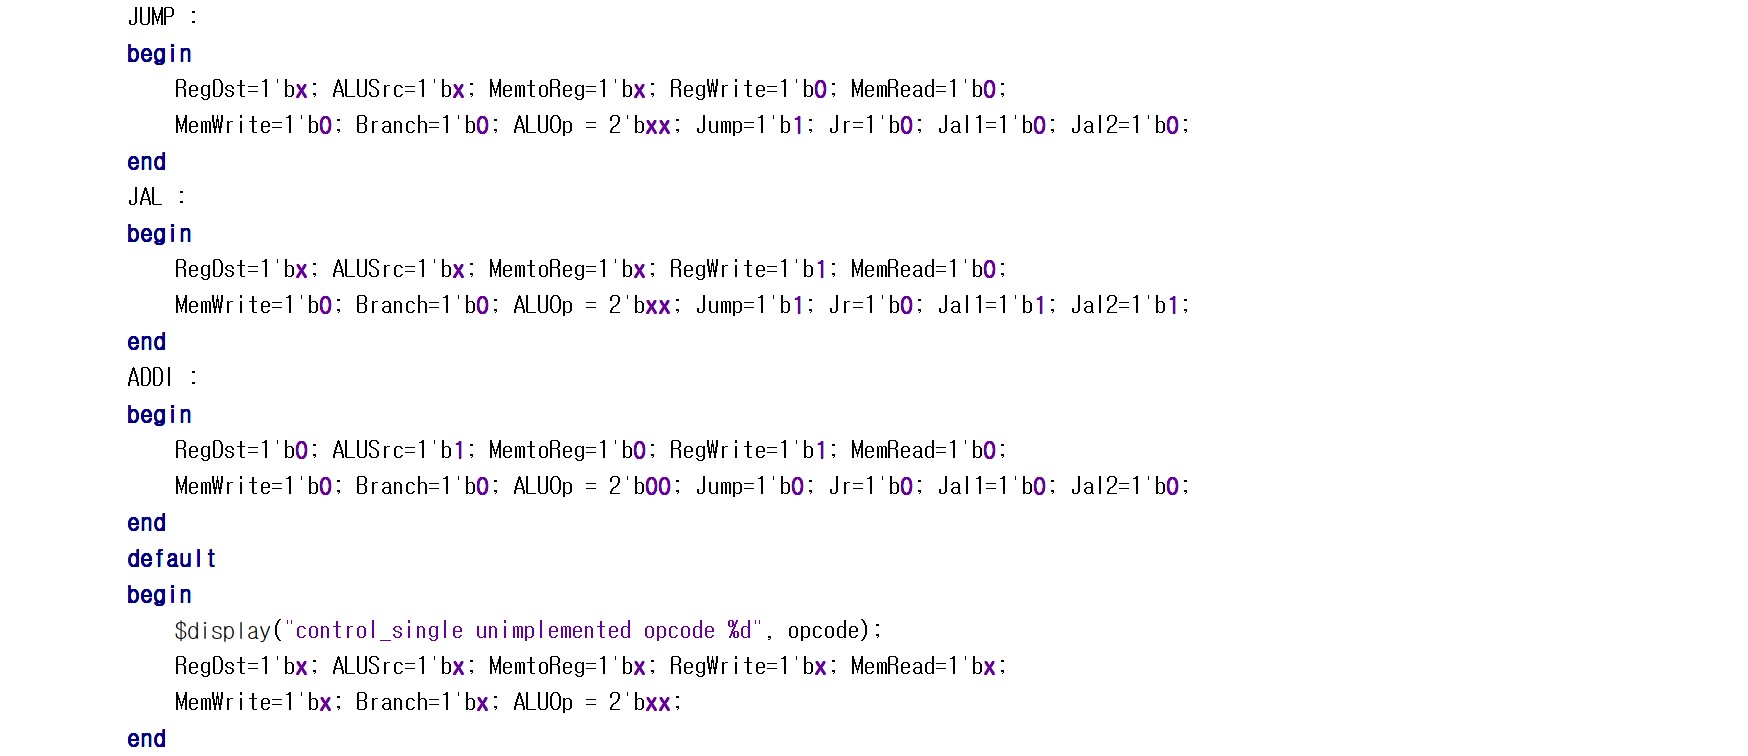 JUMP :
begin
RegDst=1'bx; ALUSrc=1'bx; MemtoReg=1'bx; RegWrite=1'b0; MemRead=1'b0;
MemWrite=1'b0; Branch=1'b0; ALUOp = 2'bxx; Jump=1'b1; Jr=1'b0; Jal1=1'b0; Jal2=1'b0;
end
JAL :
begin
RegDst=1'bx; ALUSrc=1'bx; MemtoReg=1'bx; RegWrite=1'b1; MemRead=1'b0;
MemWrite=1'b0; Branch=1'b0; ALUOp = 2'bxx; Jump=1'b1; Jr=1'b0; Jal1=1'b1; Jal2=1'b1;
end
ADDI :
begin
RegDst=1'b0; ALUSrc=1'b1; MemtoReg=1'b0; RegWrite=1'b1; MemRead=1'b0;
MemWrite=1'b0; Branch=1'b0; ALUOp = 2'b00; Jump=1'b0; Jr=1'b0; Jal1=1'b0; Jal2=1'b0;
end
default
begin
$display("control_single unimplemented opcode %d", opcode);
RegDst=1'bx; ALUSrc=1'bx; MemtoReg=1'bx; RegWrite=1'bx; MemRead=1'bx;
MemWrite=1'bx; Branch=1'bx; ALUOp = 2'bxx;
end